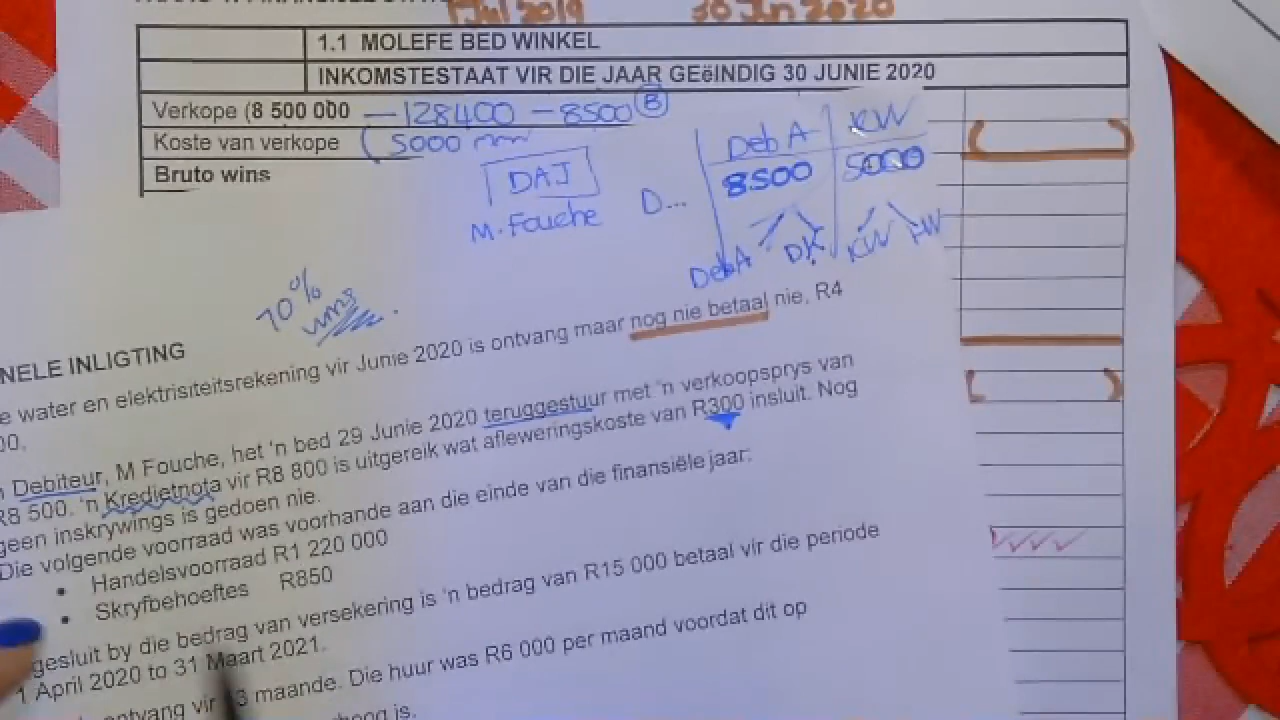 1 Jul 2019 30 Jun 2020
1.1 MOLEFE BED WINKEL
INKOMSTESTAAT VIR DIE JAAR GEëINDIG 30 JUNIE 2020
Verkope (8 500 000 – 128400 – 8500 (B)
Koste van verkope (5000
Bruto wins
DAJ
M. Fouche
D...
Deb A KW
8500 5000
DebA DK KW HW
70%
wns
NELE INLIGTING
e water en elektrisiteitsrekening vir Junie 2020 is ontvang maar nog nie betaal nie, R4
00.
n Debiteur, M Fouche, het 'n bed 29 Junie 2020 teruggestuur met 'n verkoopsprys van
R8 500. 'n Kredietnota vir R8 800 is uitgereik wat afleweringskoste van R300 insluit. Nog
geen inskrywings is gedoen nie.
Die volgende voorraad was voorhande aan die einde van die finansiële jaar:
• Handelsvoorraad R1 220 000
• Skryfbehoeftes R850
gesluit by die bedrag van versekering is 'n bedrag van R15 000 betaal vir die periode
1 April 2020 to 31 Maart 2021.
ontvang vir 13 maande. Die huur was R6 000 per maand voordat dit op
is.